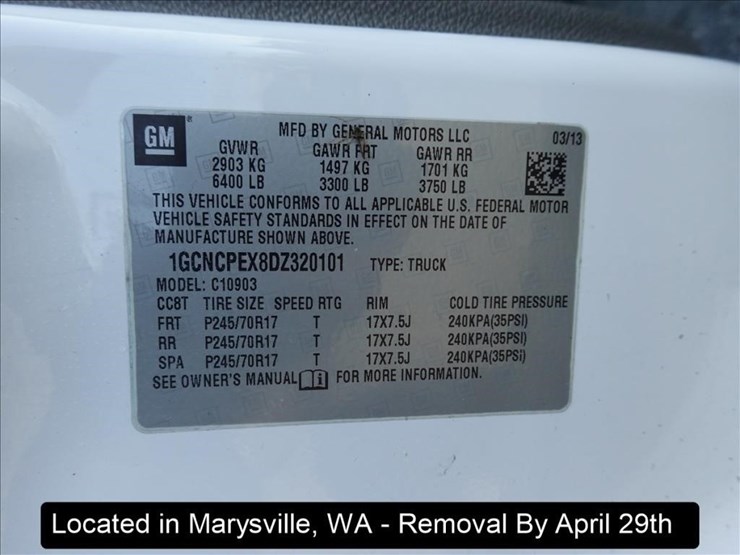 GM
®
MFD BY GENERAL MOTORS LLC 03/13
GVWR GAWR FRT GAWR RR
2903 KG 1497 KG 1701 KG
6400 LB 3300 LB 3750 LB
THIS VEHICLE CONFORMS TO ALL APPLICABLE U.S. FEDERAL MOTOR
VEHICLE SAFETY STANDARDS IN EFFECT ON THE DATE OF
MANUFACTURE SHOWN ABOVE.
1GCNCPEX8DZ320101 TYPE: TRUCK
MODEL: C10903
CC8T TIRE SIZE SPEED RTG RIM COLD TIRE PRESSURE
FRT P245/70R17 T 17X7.5J 240KPA(35PSI)
RR P245/70R17 T 17X7.5J 240KPA(35PSI)
SPA P245/70R17 T 17X7.5J 240KPA(35PSI)
SEE OWNER'S MANUAL FOR MORE INFORMATION.
Located in Marysville, WA - Removal By April 29th